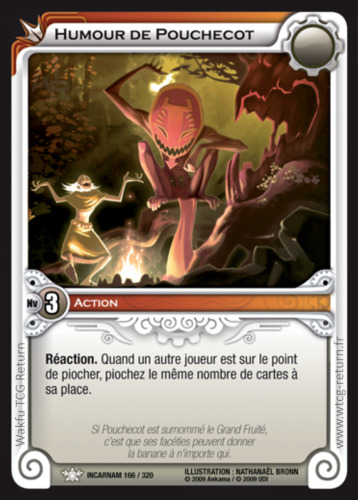 HUMOUR DE POUCHECOT
Nv 3 ACTION
Réaction. Quand un autre joueur est sur le point
de piocher, piochez le même nombre de cartes à
sa place.
Si Pouchecot est surnommé le Grand Fruité,
c'est que ses facéties peuvent donner
la banane à n'importe qui.
INCARNAM 166 / 320
ILLUSTRATION : NATHANAËL BRONN
© 2009 Ankama / © 2009 UDI
Wakfu TCG Return
www.wtcg-return.fr